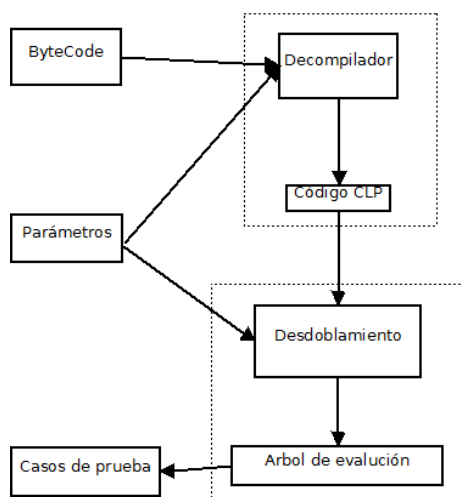 ByteCode
Decompilador
Código CLP
Parámetros
Desdoblamiento
Arbol de evalución
Casos de prueba